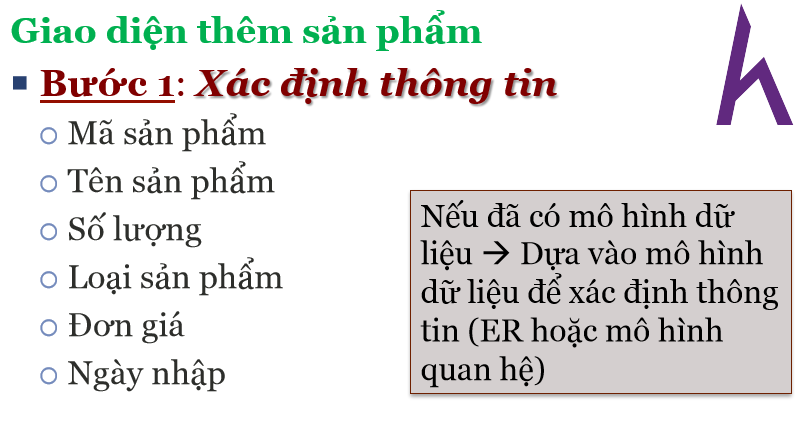 Giao diện thêm sản phẩm
Bước 1: Xác định thông tin
Mã sản phẩm
Tên sản phẩm
Số lượng
Loại sản phẩm
Đơn giá
Ngày nhập
Nếu đã có mô hình dữ
liệu → Dựa vào mô hình
dữ liệu để xác định thông
tin (ER hoặc mô hình
quan hệ)